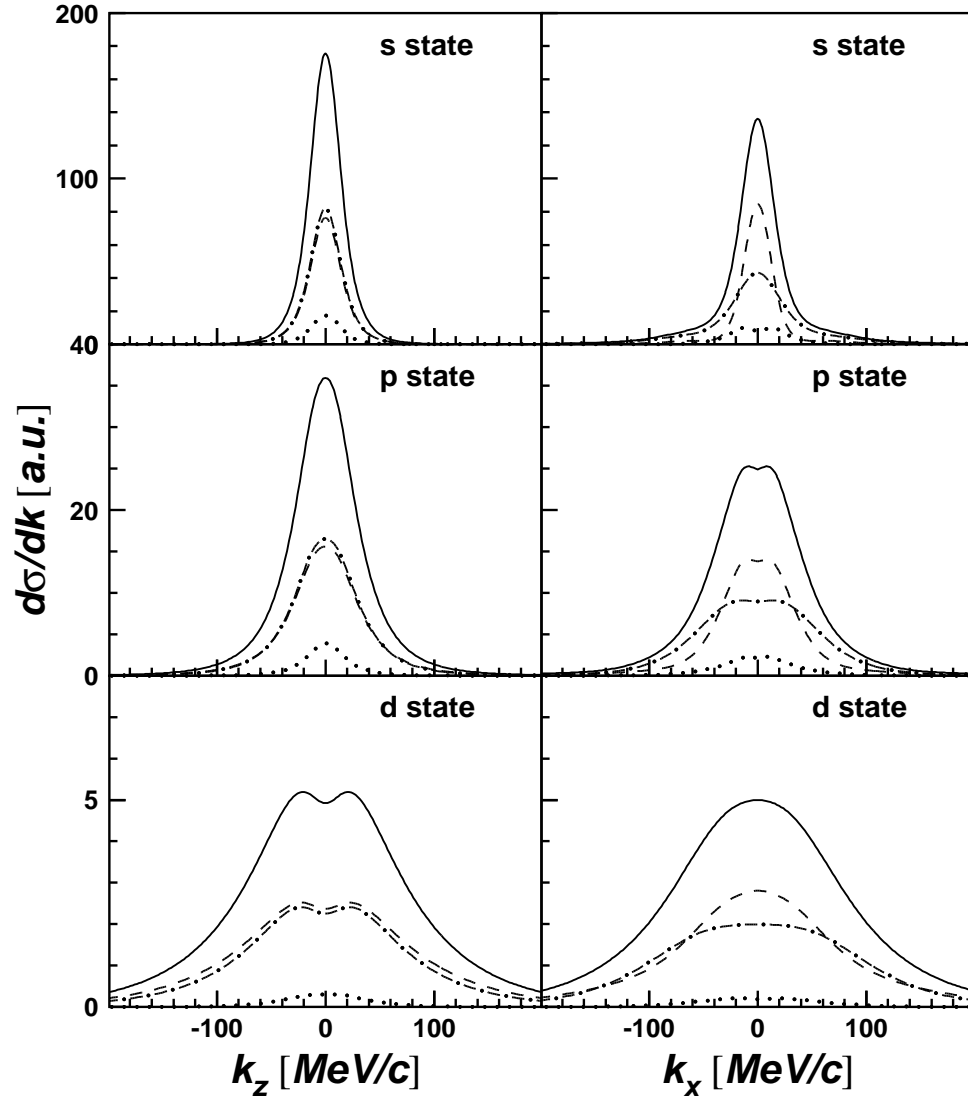 200
s state
s state
100
40
p state
p state
20
dσ/dk [a.u.]
0
d state
d state
5
0
-100 0 100
-100 0 100
k_z [MeV/c]
k_x [MeV/c]